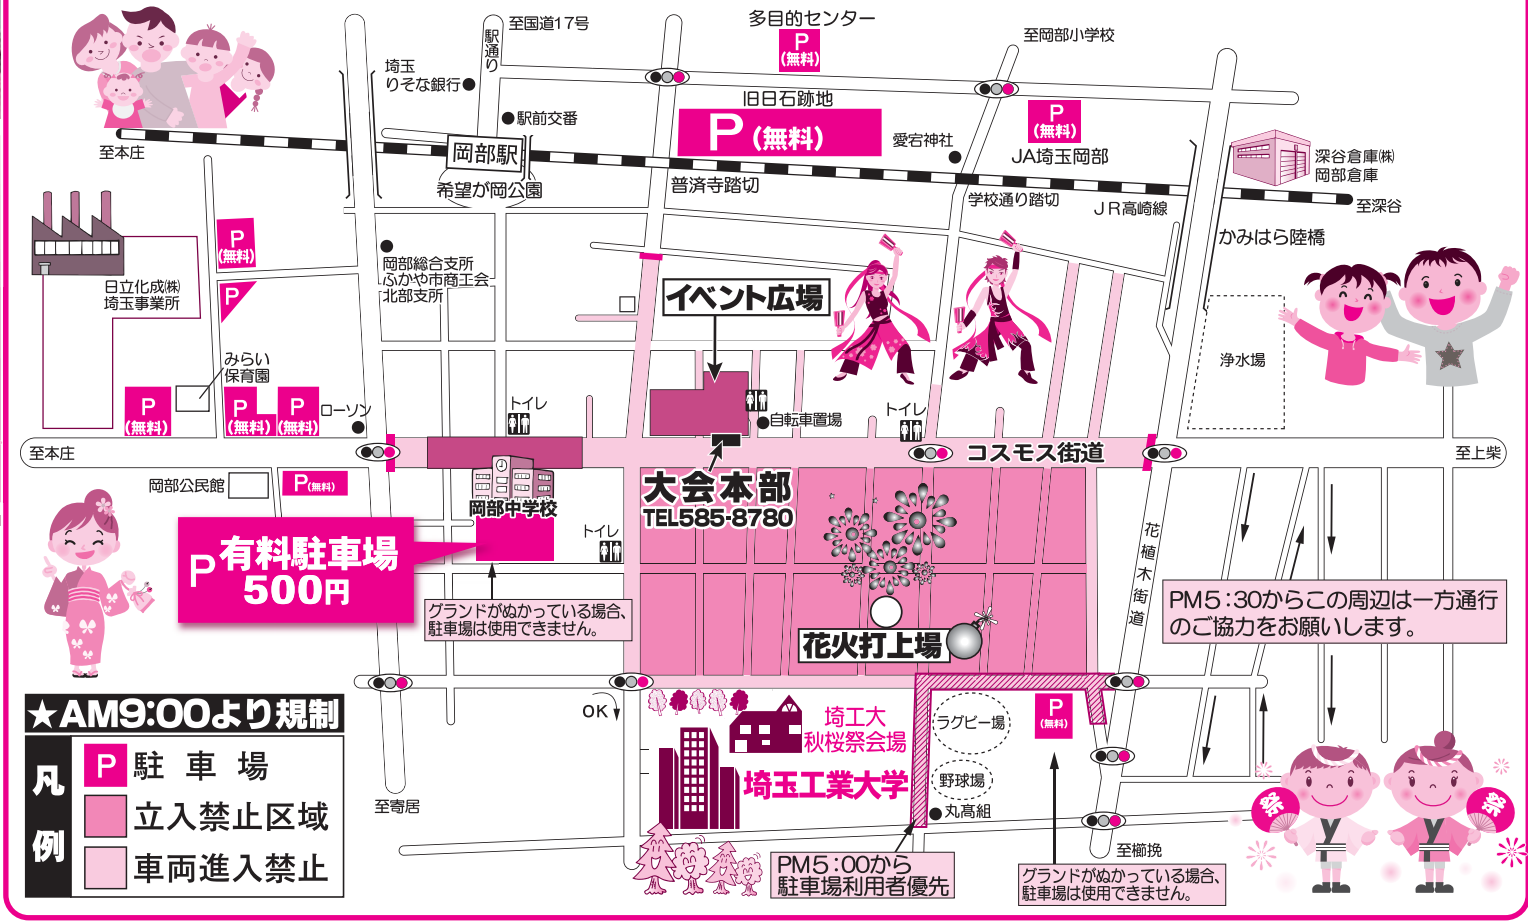 至国道17号
駅通り
多目的センター
P
(無料)
至岡部小学校
埼玉
りそな銀行
駅前交番
旧日石跡地
P(無料)
愛宕神社
P
(無料)
JA埼玉岡部
深谷倉庫㈱
岡部倉庫
至本庄
岡部駅
希望が岡公園
普済寺踏切
学校通り踏切
JR高崎線
至深谷
かみはら陸橋
P
(無料)
P
岡部総合支所
ふかや市商工会
北部支所
日立化成㈱
埼玉事業所
イベント広場
浄水場
みらい
保育園
P
(無料)
P
(無料)
P
(無料)
ローソン
トイレ
自転車置場
トイレ
至本庄
コスモス街道
至上柴
岡部公民館
P(無料)
岡部中学校
大会本部
TEL585-8780
P有料駐車場
500円
トイレ
グランドがぬかっている場合、
駐車場は使用できません。
花火打上場
花植木街道
PM5:30からこの周辺は一方通行
のご協力をお願いします。
★AM9:00より規制
凡例
P 駐車場
立入禁止区域
車両進入禁止
至寄居
OK
埼工大
秋桜祭会場
埼玉工業大学
ラグビー場
P
(無料)
野球場
丸髙組
PM5:00から
駐車場利用者優先
グランドがぬかっている場合、
駐車場は使用できません。
至櫛挽
祭
祭